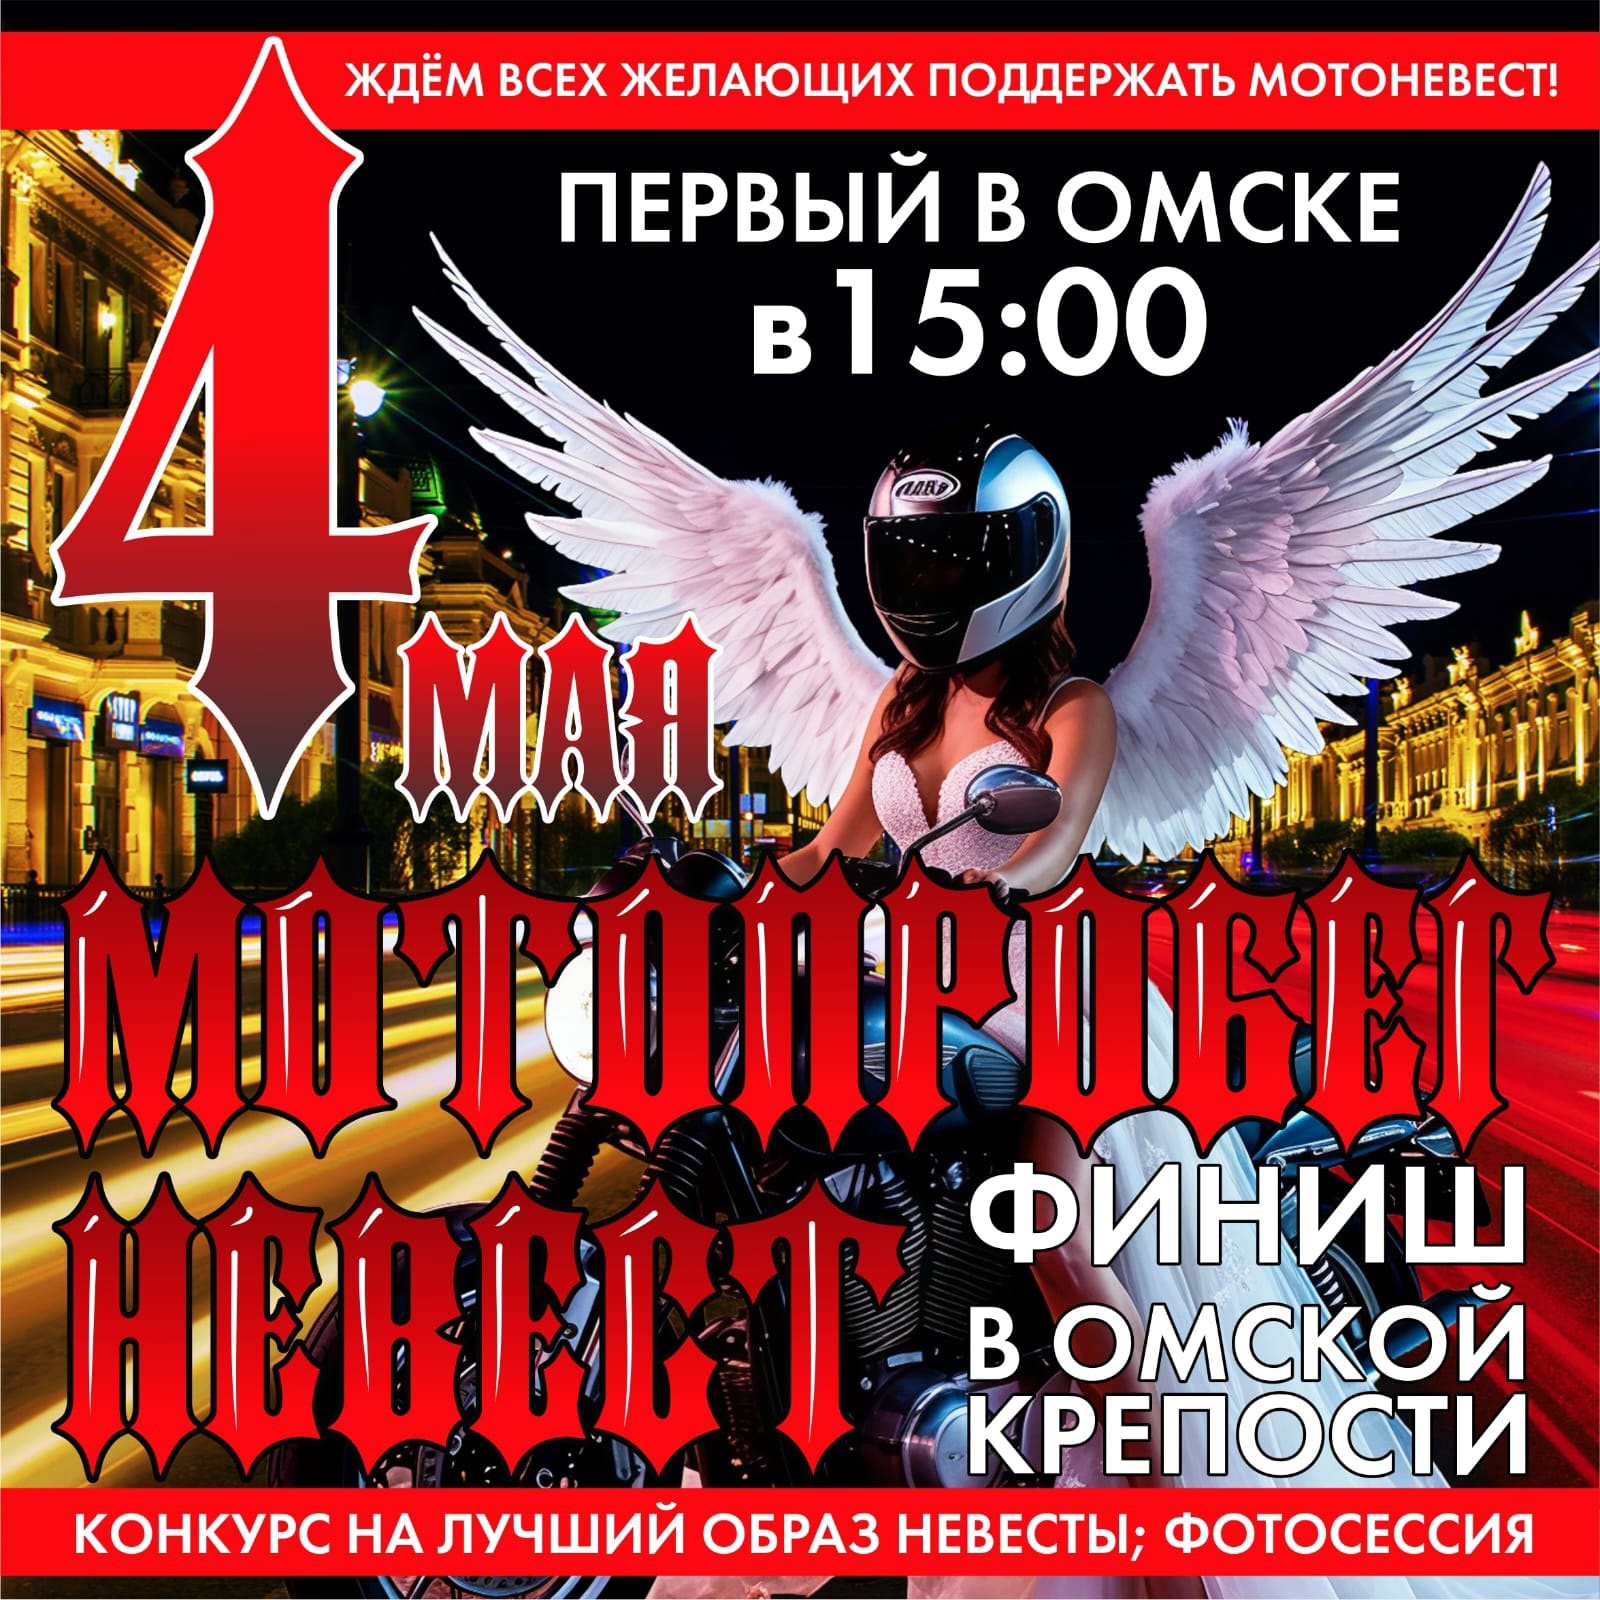 ЖДЁМ ВСЕХ ЖЕЛАЮЩИХ ПОДДЕРЖАТЬ МОТОНЕВЕСТ!
ПЕРВЫЙ В ОМСКЕ
в 15:00
4
МАЯ
МОТОПРОБЕГ
НЕВЕСТ
ФИНИШ
В ОМСКОЙ
КРЕПОСТИ
КОНКУРС НА ЛУЧШИЙ ОБРАЗ НЕВЕСТЫ; ФОТОСЕССИЯ